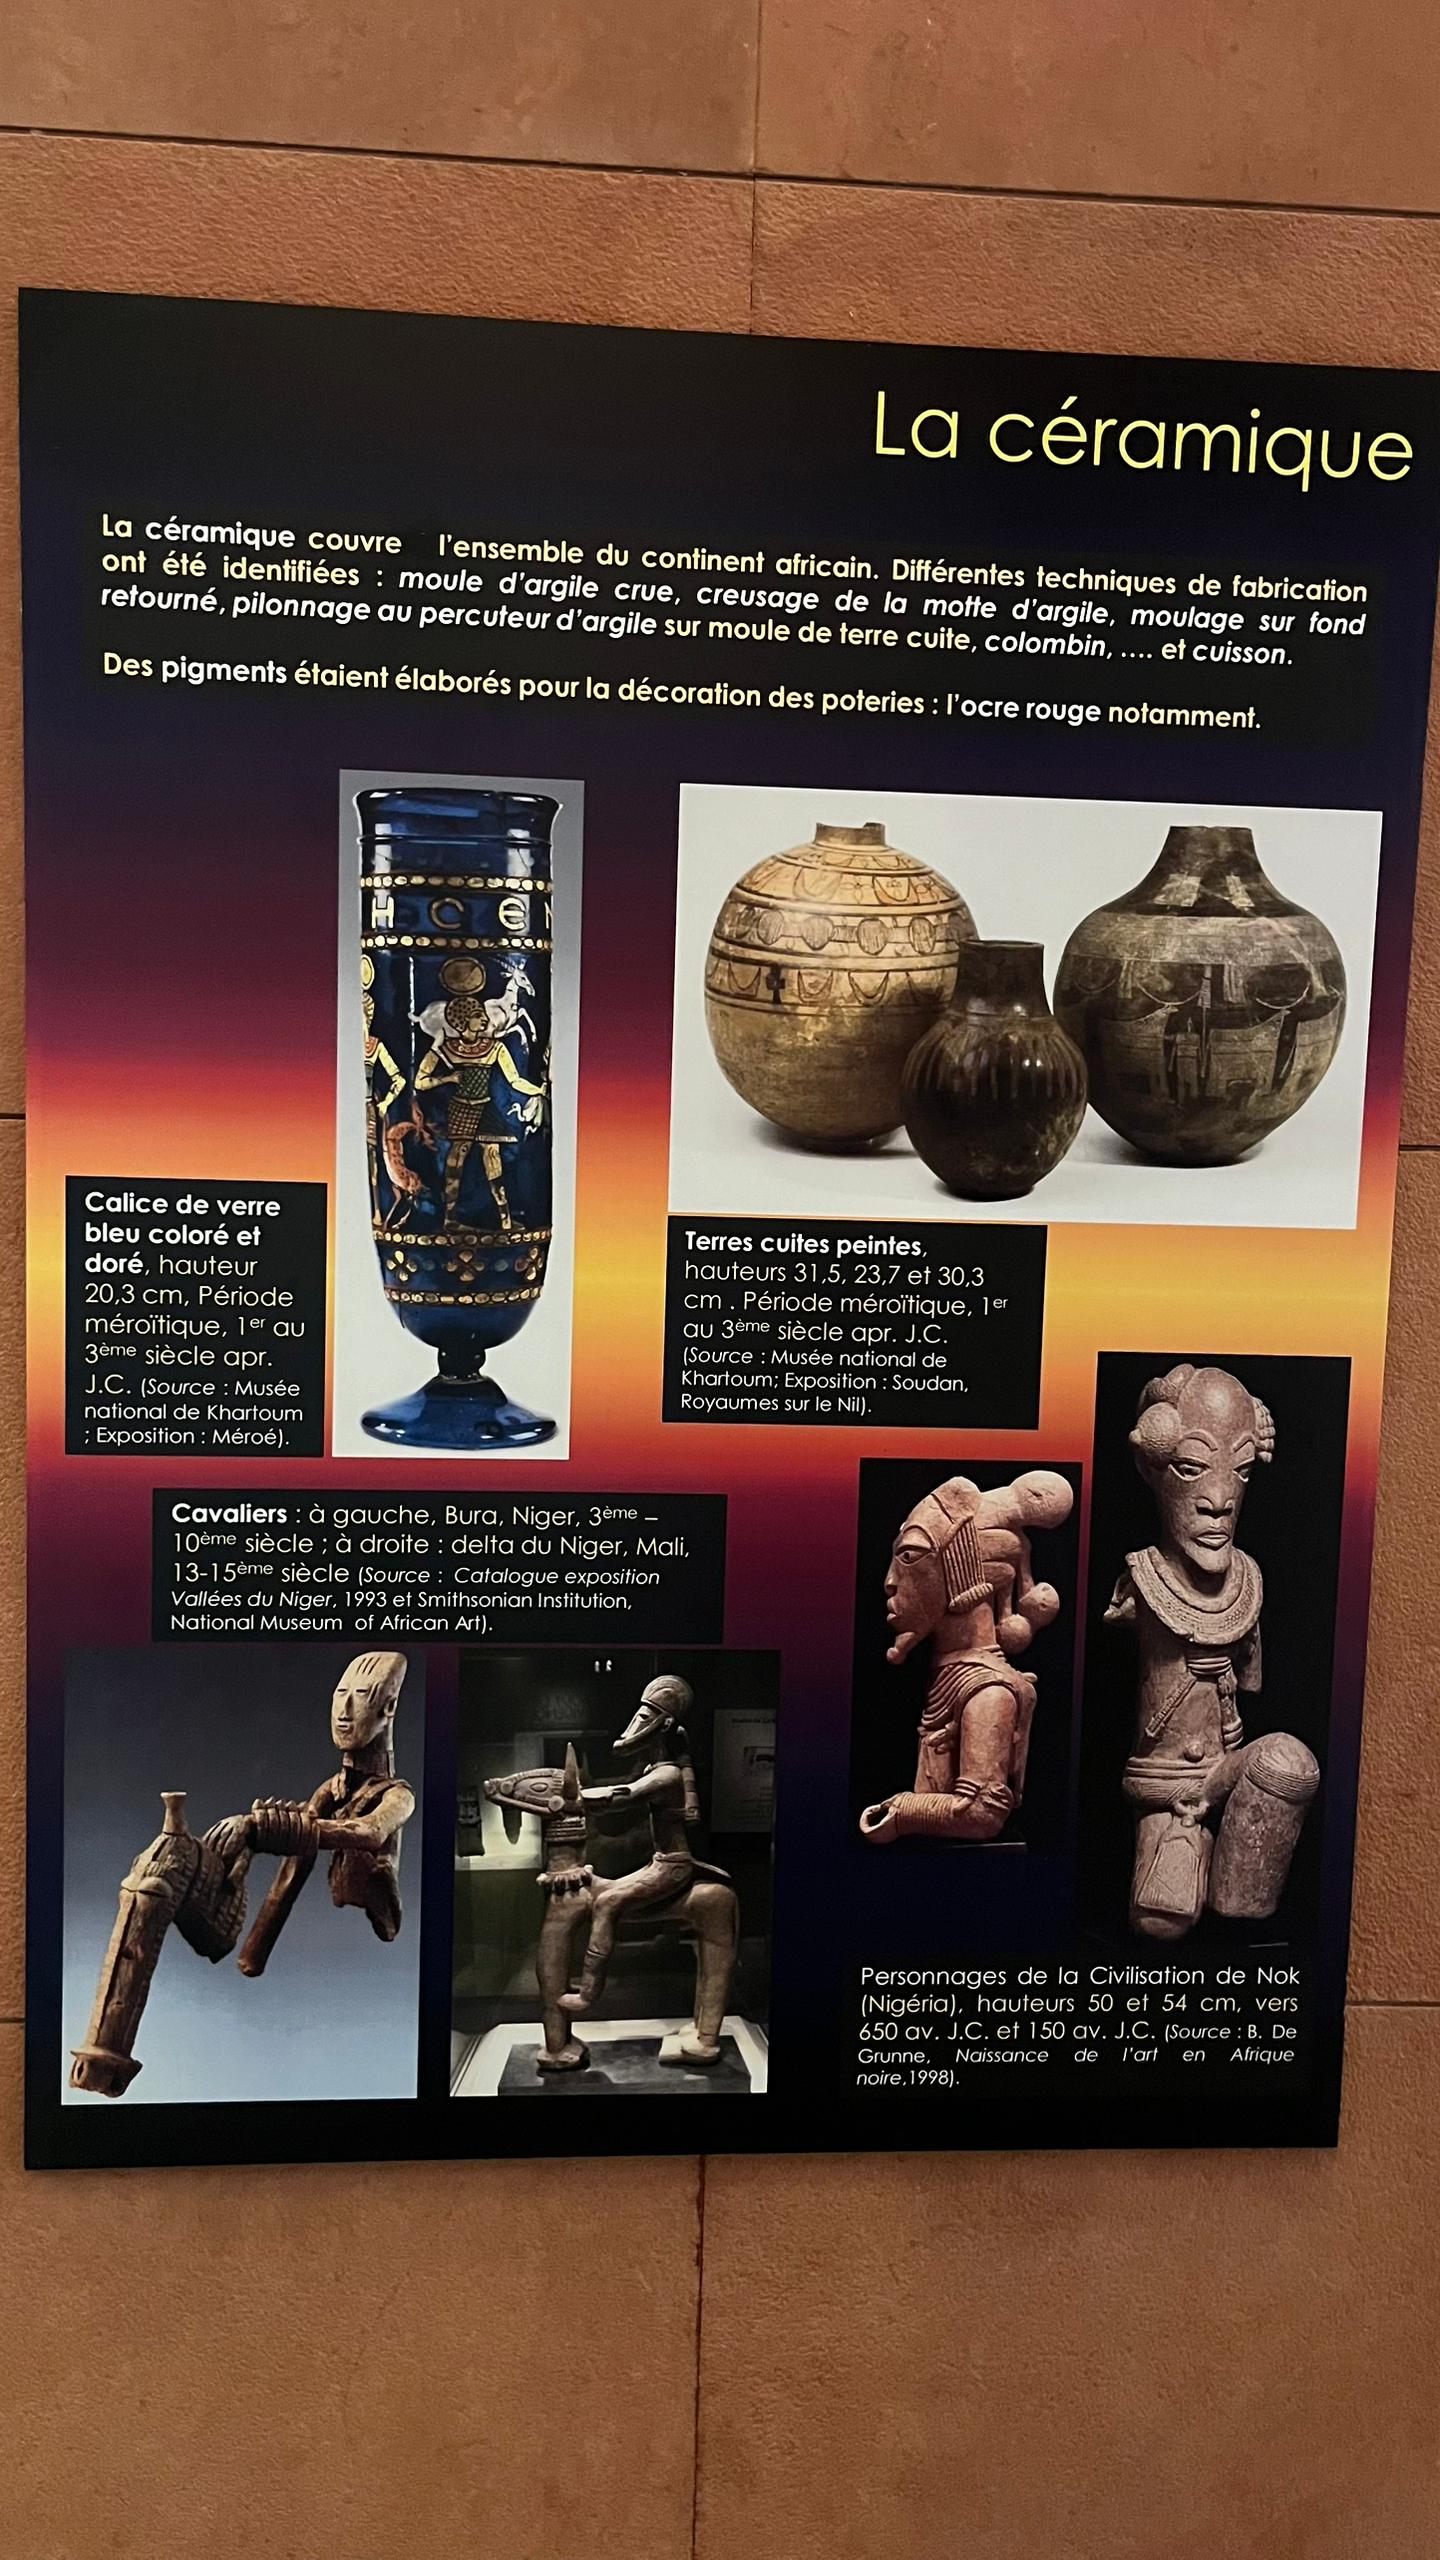 La céramique
La céramique couvre l'ensemble du continent africain. Différentes techniques de fabrication
ont été identifiées : moule d'argile crue, creusage de la motte d'argile, moulage sur fond
retourné, pilonnage au percuteur d'argile sur moule de terre cuite, colombin, .... et cuisson.
Des pigments étaient élaborés pour la décoration des poteries : l'ocre rouge notamment.
H C E N
Calice de verre
bleu coloré et
doré, hauteur
20,3 cm, Période
méroïtique, 1er au
3ème siècle apr.
J.C. (Source : Musée
national de Khartoum
; Exposition : Méroé).
Terres cuites peintes,
hauteurs 31,5, 23,7 et 30,3
cm . Période méroïtique, 1er
au 3ème siècle apr. J.C.
(Source : Musée national de
Khartoum; Exposition : Soudan,
Royaumes sur le Nil).
Cavaliers : à gauche, Bura, Niger, 3ème –
10ème siècle ; à droite : delta du Niger, Mali,
13-15ème siècle (Source : Catalogue exposition
Vallées du Niger, 1993 et Smithsonian Institution,
National Museum of African Art).
Personnages de la Civilisation de Nok
(Nigéria), hauteurs 50 et 54 cm, vers
650 av. J.C. et 150 av. J.C. (Source : B. De
Grunne, Naissance de l'art en Afrique
noire,1998).